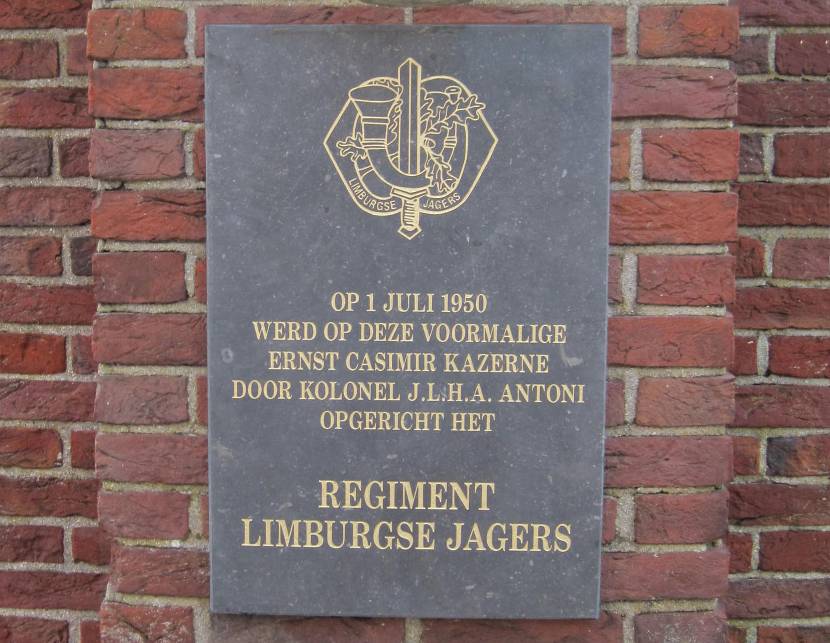 LIMBURGSE JAGERS
OP 1 JULI 1950
WERD OP DEZE VOORMALIGE
ERNST CASIMIR KAZERNE
DOOR KOLONEL J.L.H.A. ANTONI
OPGERICHT HET
REGIMENT
LIMBURGSE JAGERS